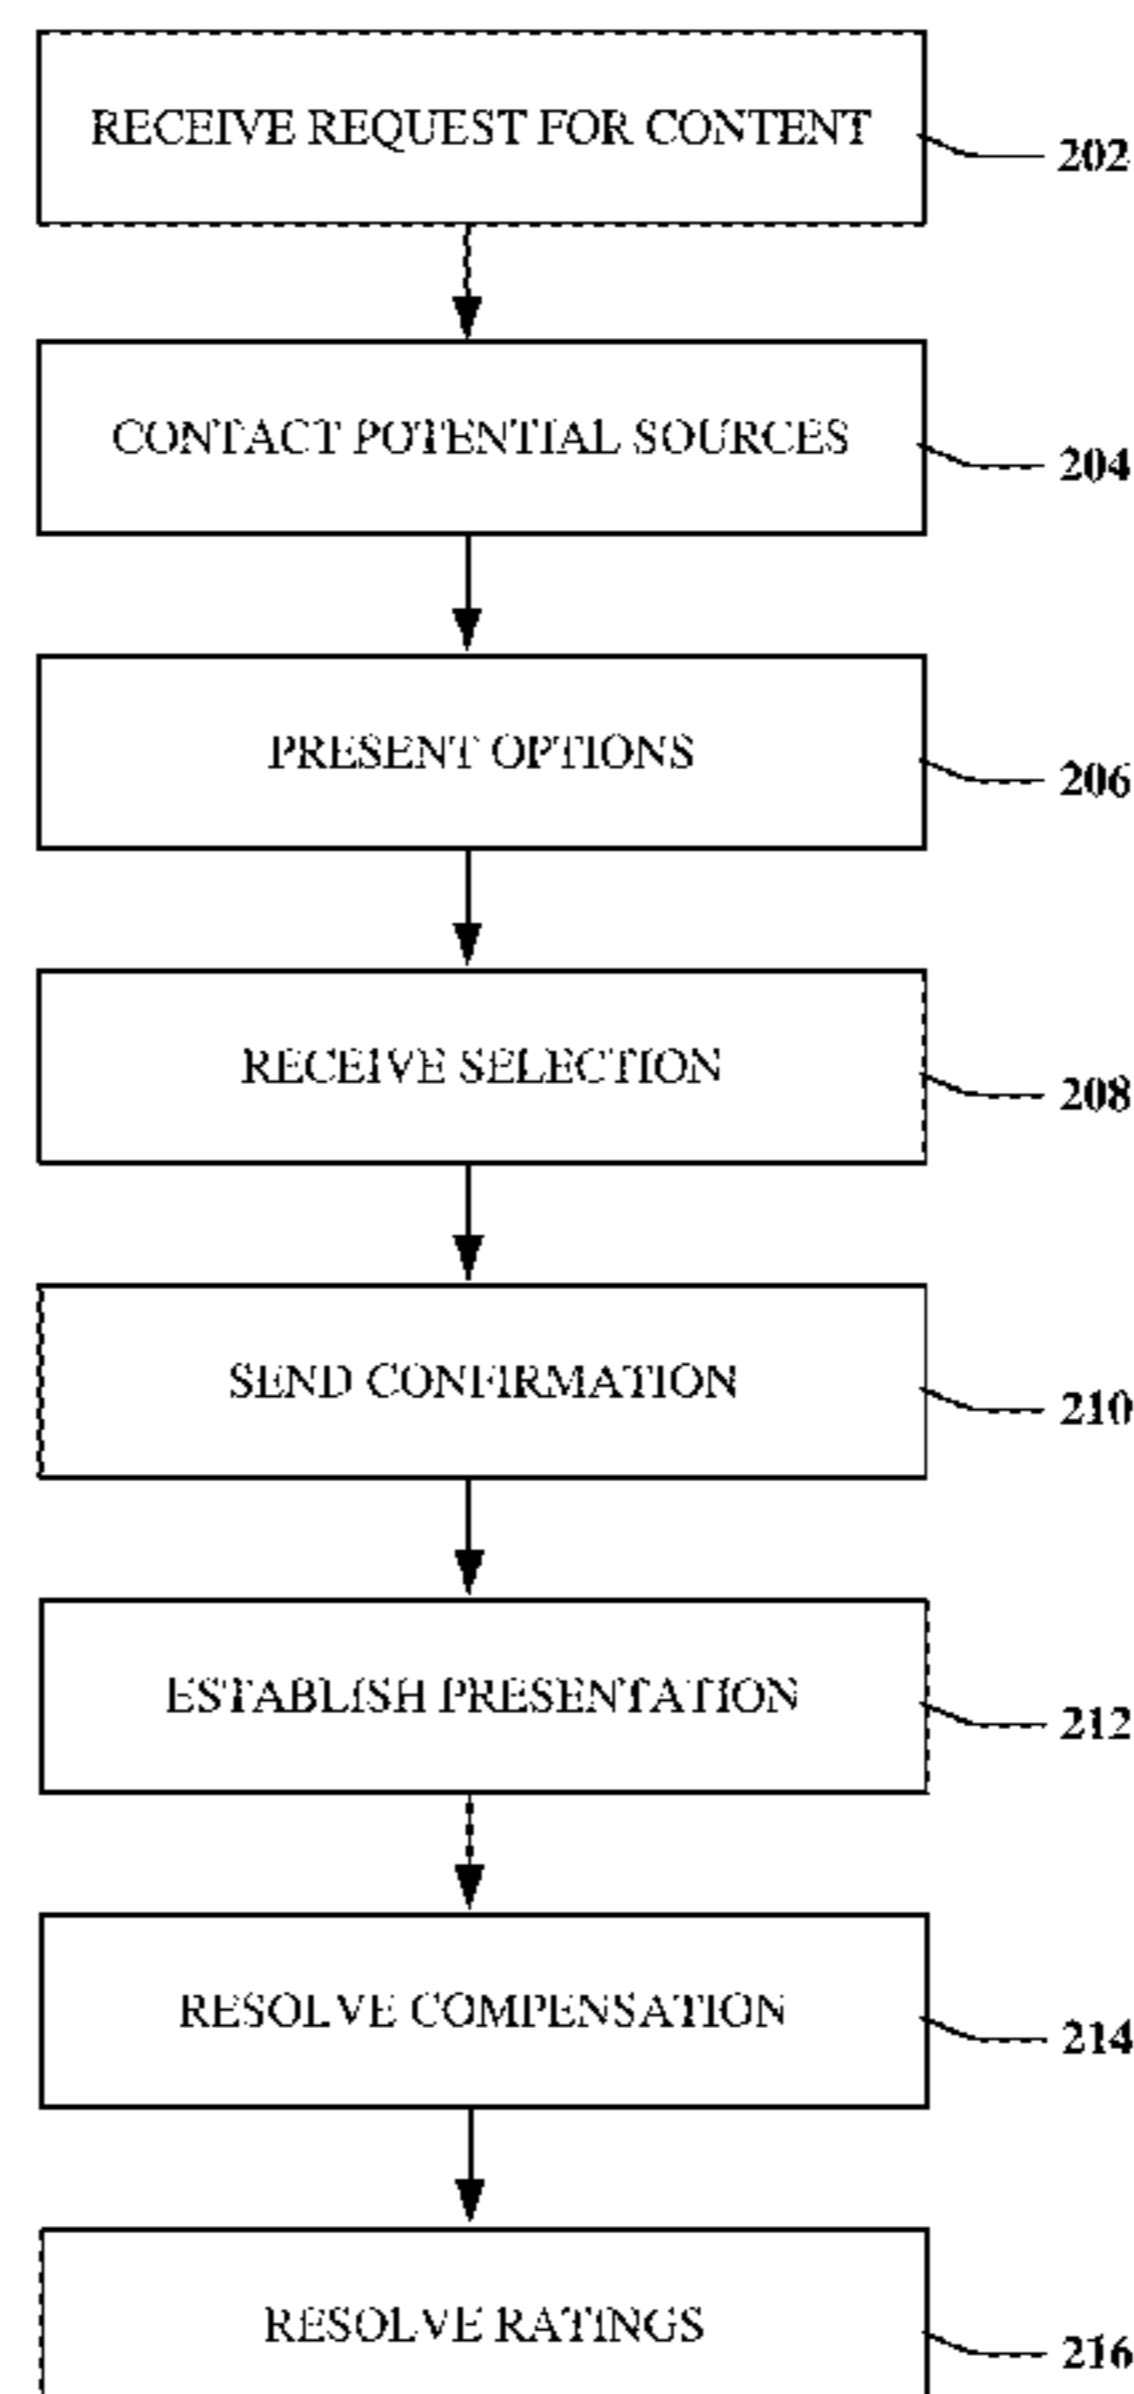 RECEIVE REQUEST FOR CONTENT
202
CONTACT POTENTIAL SOURCES
204
PRESENT OPTIONS
206
RECEIVE SELECTION
208
SEND CONFIRMATION
210
ESTABLISH PRESENTATION
212
RESOLVE COMPENSATION
214
RESOLVE RATINGS
216